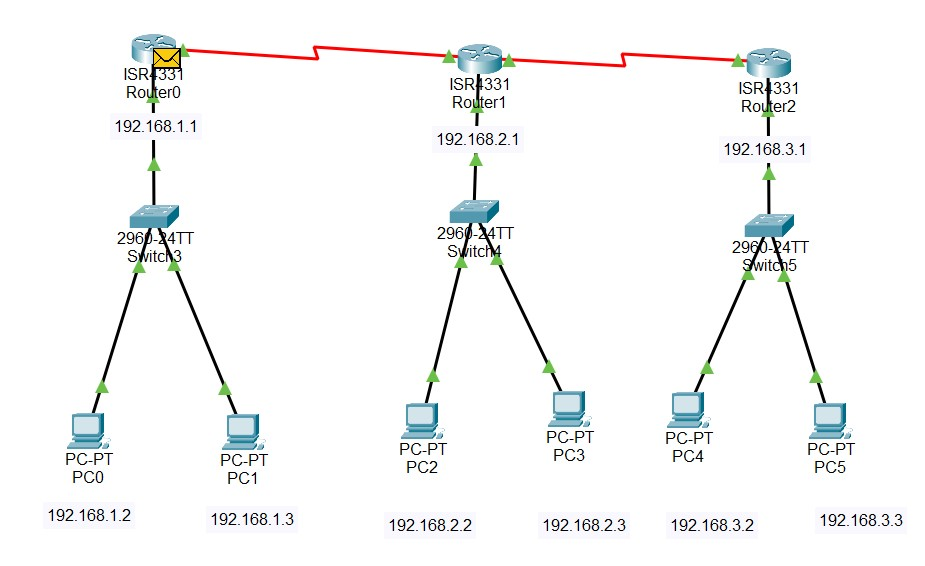 ISR4331
Router0
192.168.1.1
ISR4331
Router1
192.168.2.1
ISR4331
Router2
192.168.3.1
2960-24TT
Switch3
2960-24TT
Switch4
2960-24TT
Switch5
PC-PT
PC0
PC-PT
PC1
PC-PT
PC2
PC-PT
PC3
PC-PT
PC4
PC-PT
PC5
192.168.1.2
192.168.1.3
192.168.2.2
192.168.2.3
192.168.3.2
192.168.3.3